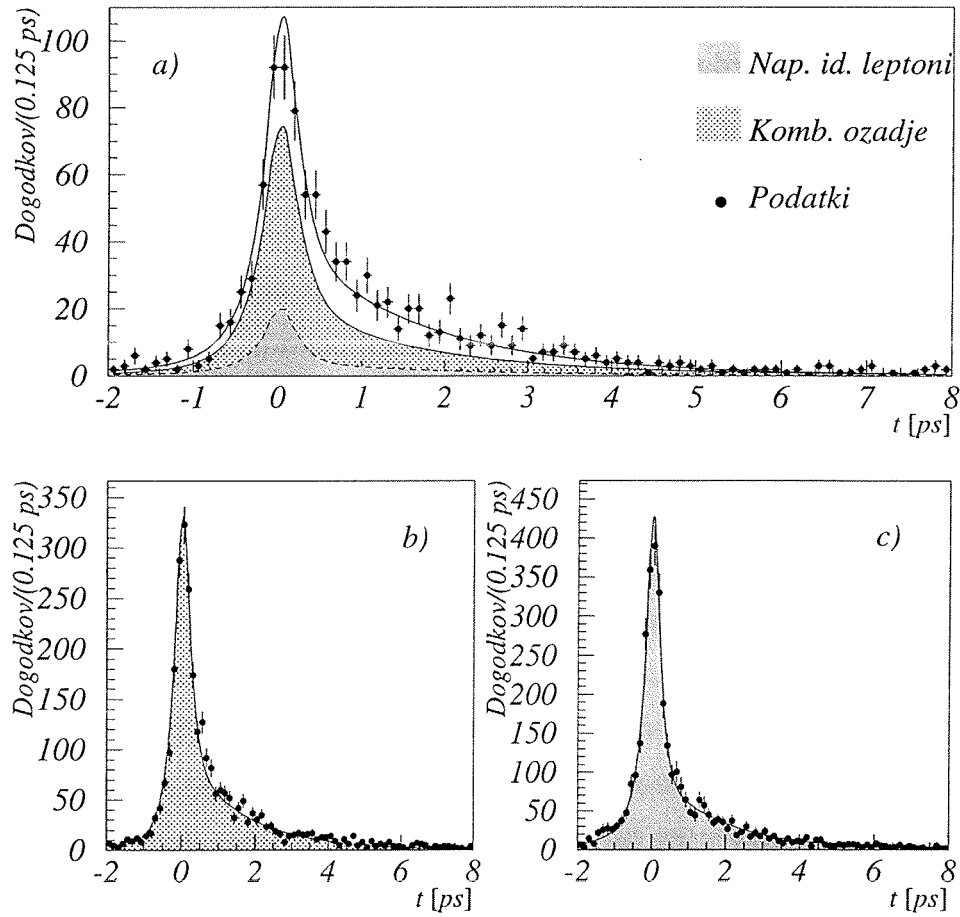 Dogodkov/(0.125 ps)
100
80
60
40
20
0
a)
Nap. id. leptoni
Komb. ozadje
Podatki
-2 -1 0 1 2 3 4 5 6 7 8
t [ps]
Dogodkov/(0.125 ps)
350
300
250
200
150
100
50
0
b)
-2 0 2 4 6 8
t [ps]
Dogodkov/(0.125 ps)
450
400
350
300
250
200
150
100
50
0
c)
-2 0 2 4 6 8
t [ps]